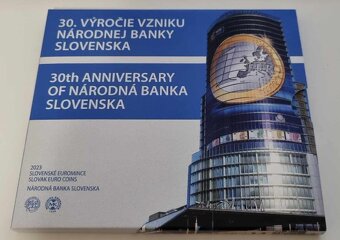 30. VÝROČIE VZNIKU
NÁRODNEJ BANKY
SLOVENSKA
30th ANNIVERSARY
OF NÁRODNÁ BANKA
SLOVENSKA
2023
SLOVENSKÉ EUROMINCE
SLOVAK EURO COINS
NÁRODNÁ BANKA SLOVENSKA